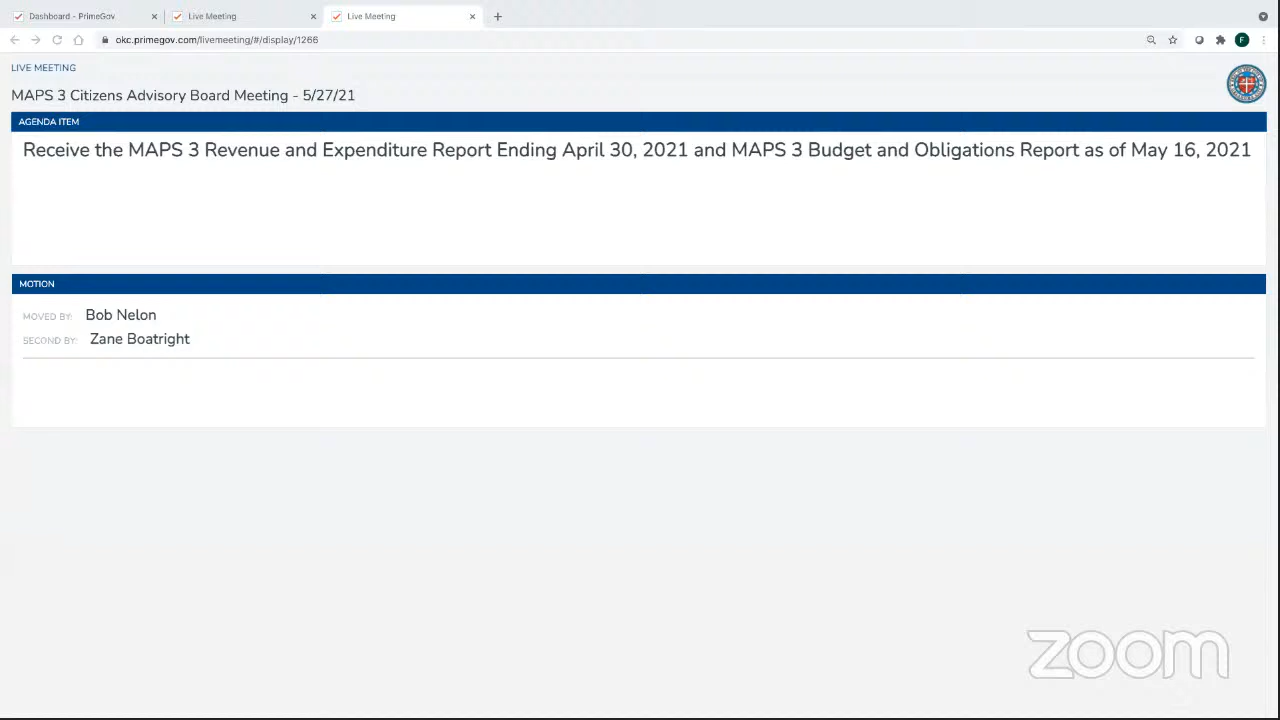 Dashboard - PrimeGov
Live Meeting
Live Meeting
okc.primegov.com/livemeeting/#/display/1266
F
LIVE MEETING
MAPS 3 Citizens Advisory Board Meeting - 5/27/21
AGENDA ITEM
Receive the MAPS 3 Revenue and Expenditure Report Ending April 30, 2021 and MAPS 3 Budget and Obligations Report as of May 16, 2021
MOTION
MOVED BY: Bob Nelon
SECOND BY: Zane Boatright
zoom